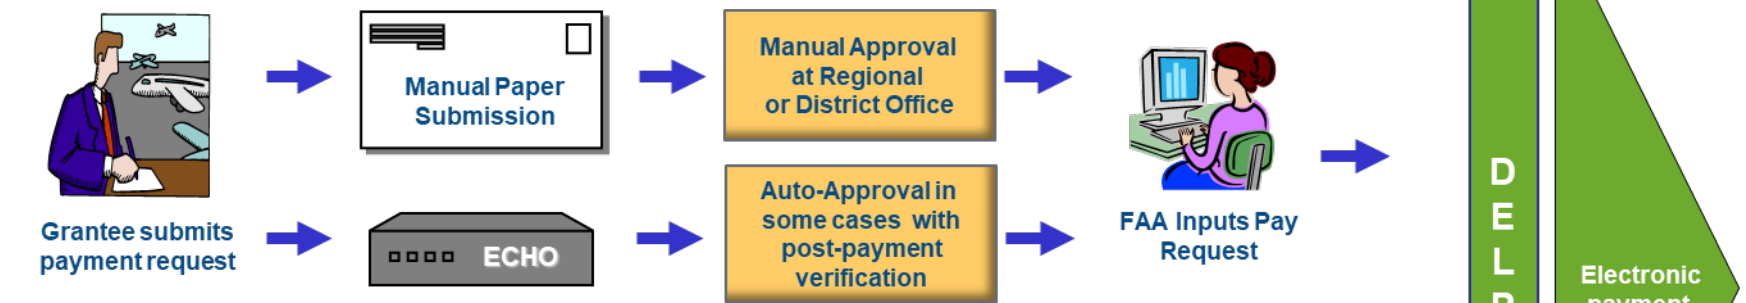 Grantee submits
payment request
Manual Paper
Submission
ECHO
Manual Approval
at Regional
or District Office
Auto-Approval in
some cases with
post-payment
verification
FAA Inputs Pay
Request
D
E
L
Electronic
payment